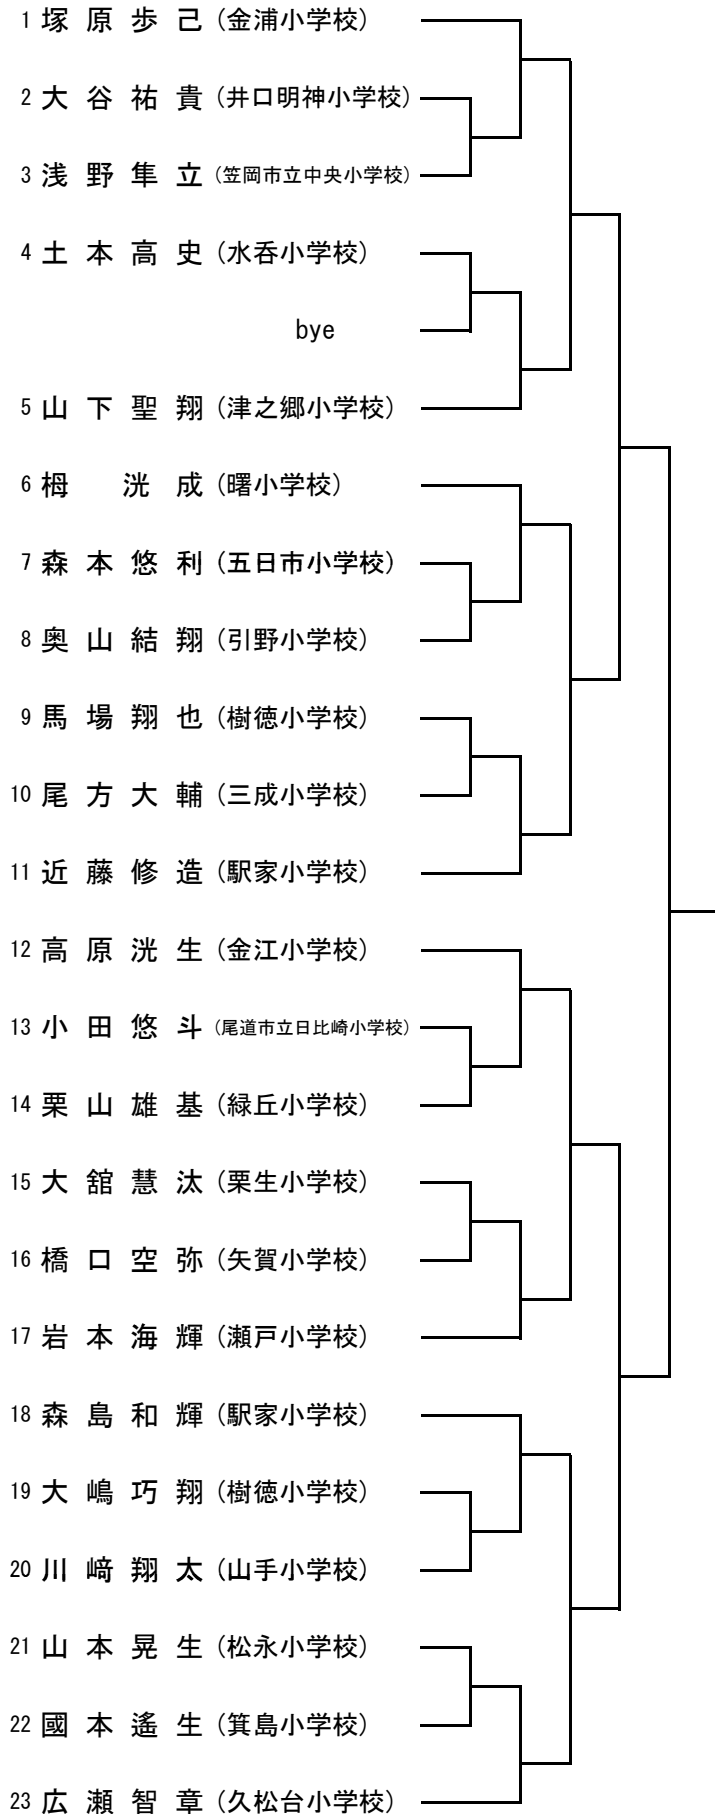 1 塚原歩己 (金浦小学校)
2 大谷祐貴 (井口明神小学校)
3 浅野隼立 (笠岡市立中央小学校)
4 土本高史 (水呑小学校)
bye
5 山下聖翔 (津之郷小学校)
6 栂 洸成 (曙小学校)
7 森本悠利 (五日市小学校)
8 奥山結翔 (引野小学校)
9 馬場翔也 (樹徳小学校)
10 尾方大輔 (三成小学校)
11 近藤修造 (駅家小学校)
12 高原洸生 (金江小学校)
13 小田悠斗 (尾道市立日比崎小学校)
14 栗山雄基 (緑丘小学校)
15 大舘慧汰 (栗生小学校)
16 橋口空弥 (矢賀小学校)
17 岩本海輝 (瀬戸小学校)
18 森島和輝 (駅家小学校)
19 大嶋巧翔 (樹徳小学校)
20 川﨑翔太 (山手小学校)
21 山本晃生 (松永小学校)
22 國本遙生 (箕島小学校)
23 広瀬智章 (久松台小学校)